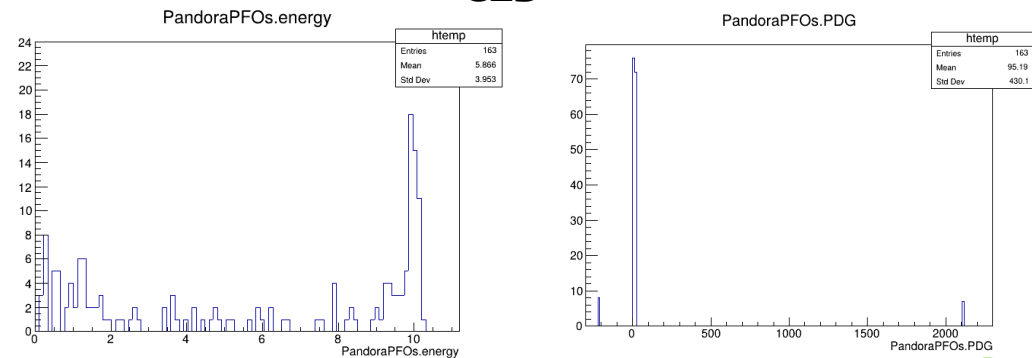 PandoraPFOs.energy
htemp
Entries 163
Mean 5.866
Std Dev 3.953
24
22
20
18
16
14
12
10
8
6
4
2
0
0 2 4 6 8 10
PandoraPFOs.energy
PandoraPFOs.PDG
htemp
Entries 163
Mean 95.19
Std Dev 430.1
70
60
50
40
30
20
10
0
0 500 1000 1500 2000
PandoraPFOs.PDG